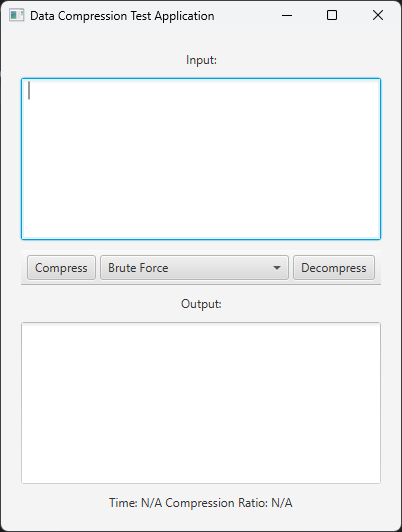 Data Compression Test Application
Input:
Compress Brute Force Decompress
Output:
Time: N/A Compression Ratio: N/A